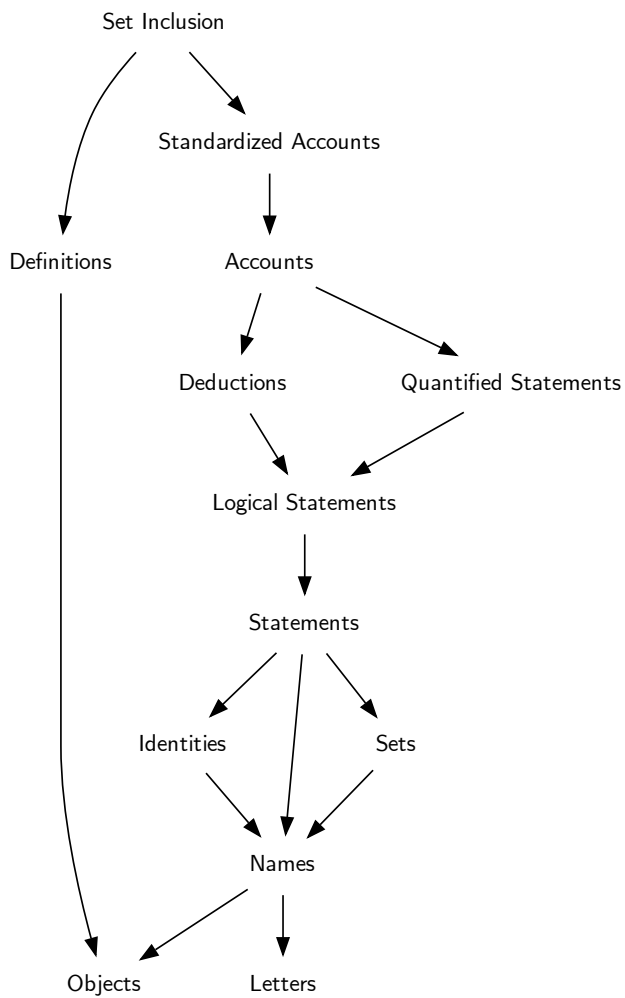 Set Inclusion
Standardized Accounts
Definitions
Accounts
Deductions
Quantified Statements
Logical Statements
Statements
Identities
Sets
Names
Objects
Letters